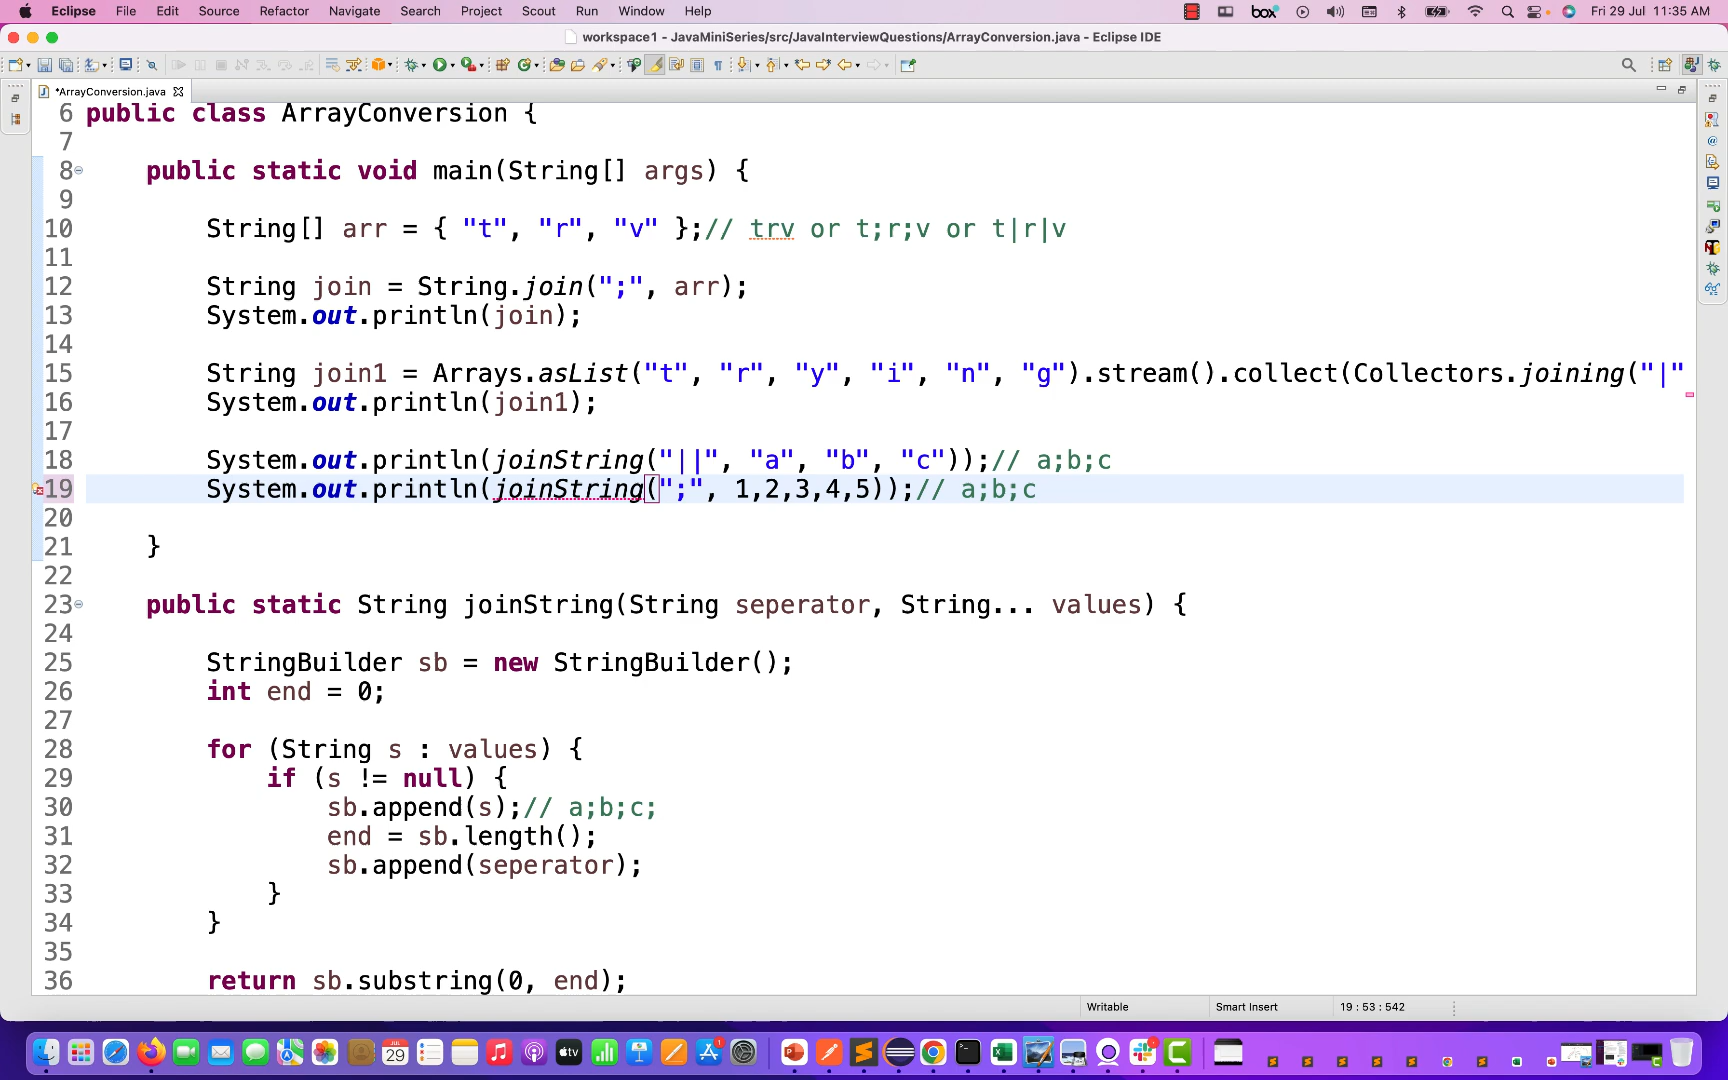 Eclipse File Edit Source Refactor Navigate Search Project Scout Run Window Help box Fri 29 Jul 11:35 AM
workspace1 - JavaMiniSeries/src/JavaInterviewQuestions/ArrayConversion.java - Eclipse IDE
*ArrayConversion.java
6 public class ArrayConversion {
7
8 public static void main(String[] args) {
9
10 String[] arr = { "t", "r", "v" };// trv or t;r;v or t|r|v
11
12 String join = String.join(";", arr);
13 System.out.println(join);
14
15 String join1 = Arrays.asList("t", "r", "y", "i", "n", "g").stream().collect(Collectors.joining("|"
16 System.out.println(join1);
17
18 System.out.println(joinString("||", "a", "b", "c"));// a;b;c
19 System.out.println(joinString(";", 1,2,3,4,5));// a;b;c
20
21 }
22
23 public static String joinString(String seperator, String... values) {
24
25 StringBuilder sb = new StringBuilder();
26 int end = 0;
27
28 for (String s : values) {
29 if (s != null) {
30 sb.append(s);// a;b;c;
31 end = sb.length();
32 sb.append(seperator);
33 }
34 }
35
36 return sb.substring(0, end);
Writable Smart Insert 19 : 53 : 542
29 tv